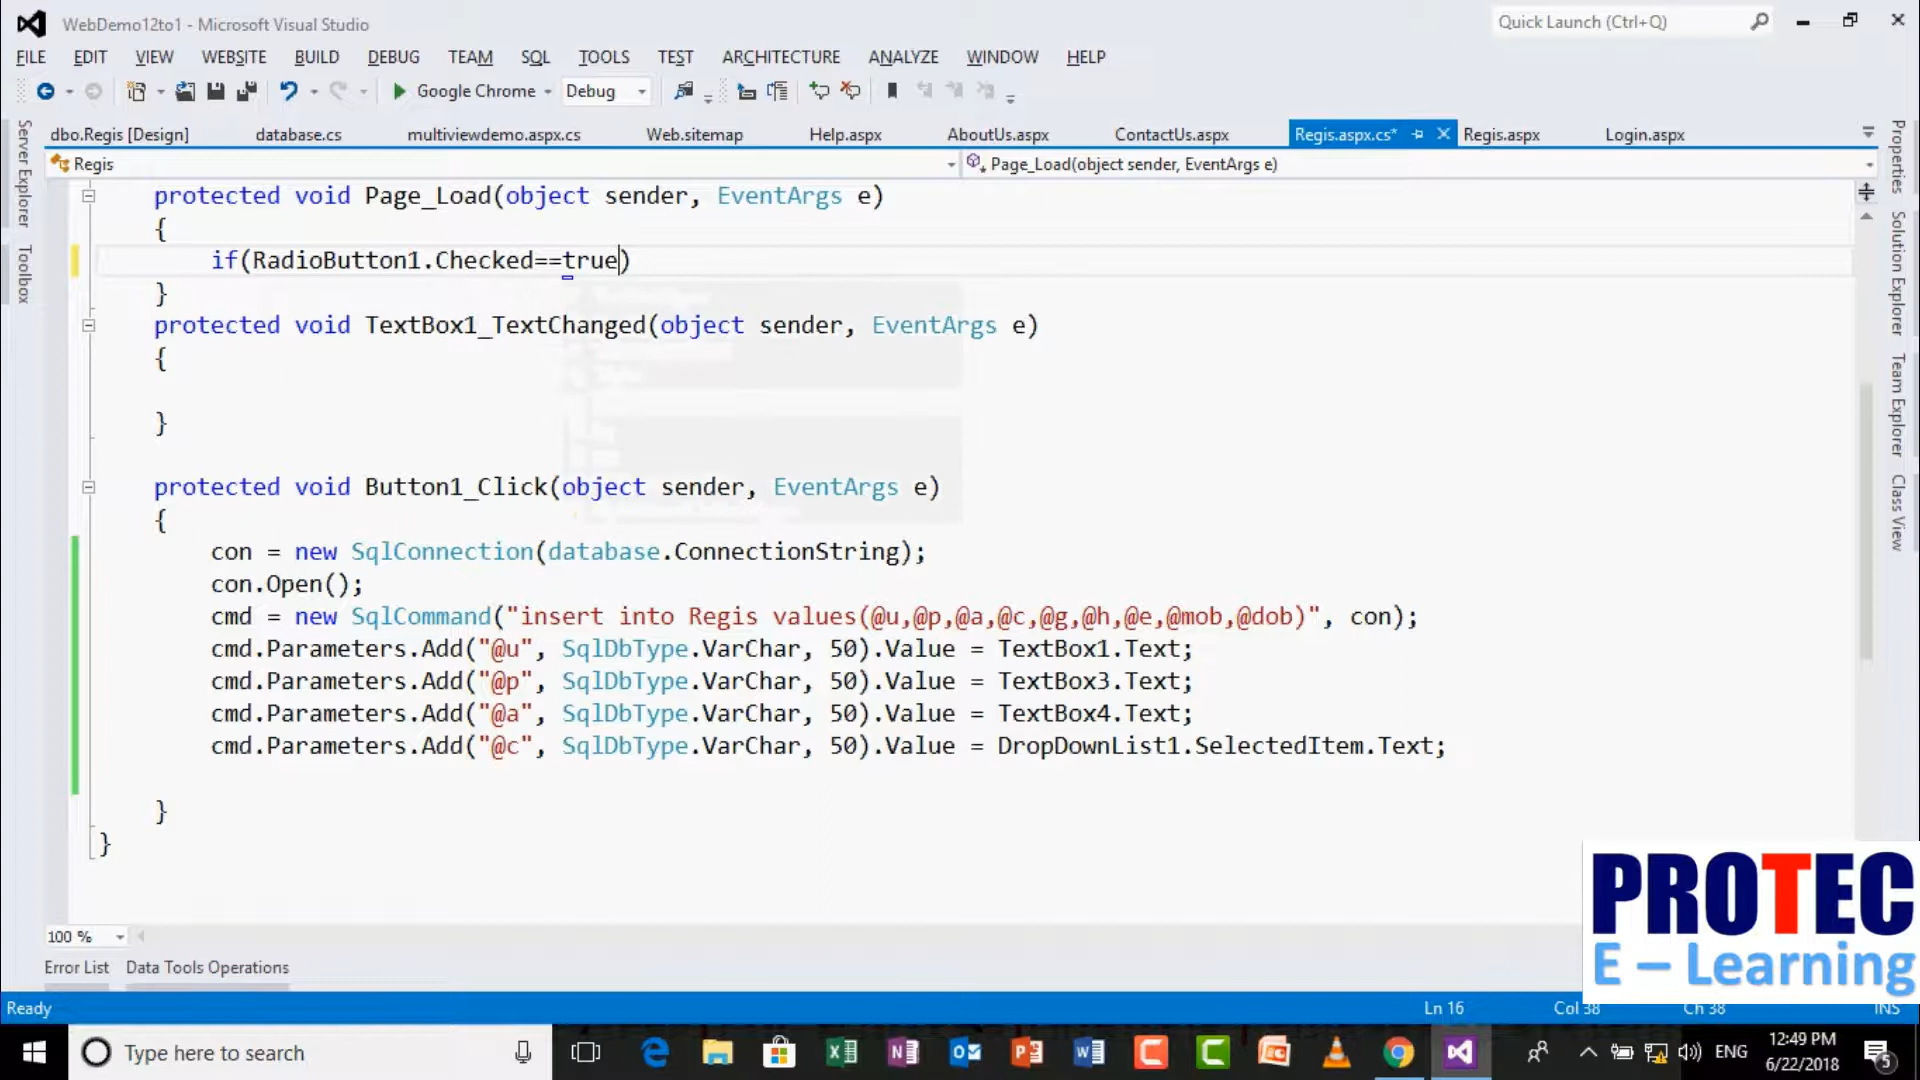 WebDemo12to1 - Microsoft Visual Studio
Quick Launch (Ctrl+Q)
FILE EDIT VIEW WEBSITE BUILD DEBUG TEAM SQL TOOLS TEST ARCHITECTURE ANALYZE WINDOW HELP
Google Chrome Debug
dbo.Regis [Design] database.cs multiviewdemo.aspx.cs Web.sitemap Help.aspx AboutUs.aspx ContactUs.aspx Regis.aspx.cs* Regis.aspx Login.aspx
Regis Page_Load(object sender, EventArgs e)
Server Explorer
Toolbox
Properties
Solution Explorer
Team Explorer
Class View
protected void Page_Load(object sender, EventArgs e)
{
if(RadioButton1.Checked==true)
}
protected void TextBox1_TextChanged(object sender, EventArgs e)
{
}
protected void Button1_Click(object sender, EventArgs e)
{
con = new SqlConnection(database.ConnectionString);
con.Open();
cmd = new SqlCommand("insert into Regis values(@u,@p,@a,@c,@g,@h,@e,@mob,@dob)", con);
cmd.Parameters.Add("@u", SqlDbType.VarChar, 50).Value = TextBox1.Text;
cmd.Parameters.Add("@p", SqlDbType.VarChar, 50).Value = TextBox3.Text;
cmd.Parameters.Add("@a", SqlDbType.VarChar, 50).Value = TextBox4.Text;
cmd.Parameters.Add("@c", SqlDbType.VarChar, 50).Value = DropDownList1.SelectedItem.Text;
}
}
PROTEC
E – Learning
100 %
Error List Data Tools Operations
Ready Ln 16 Col 38 Ch 38 INS
Type here to search
ENG
12:49 PM
6/22/2018
5